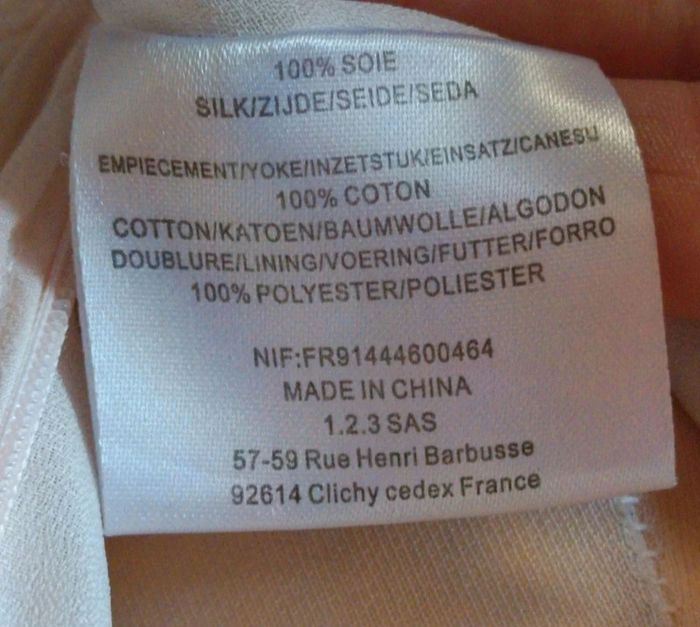 100% SOIE
SILK/ZIJDE/SEIDE/SEDA
EMPIECEMENT/YOKE/INZETSTUK/EINSATZ/CANESU
100% COTON
COTTON/KATOEN/BAUMWOLLE/ALGODON
DOUBLURE/LINING/VOERING/FUTTER/FORRO
100% POLYESTER/POLIESTER
NIF:FR91444600464
MADE IN CHINA
1.2.3 SAS
57-59 Rue Henri Barbusse
92614 Clichy cedex France